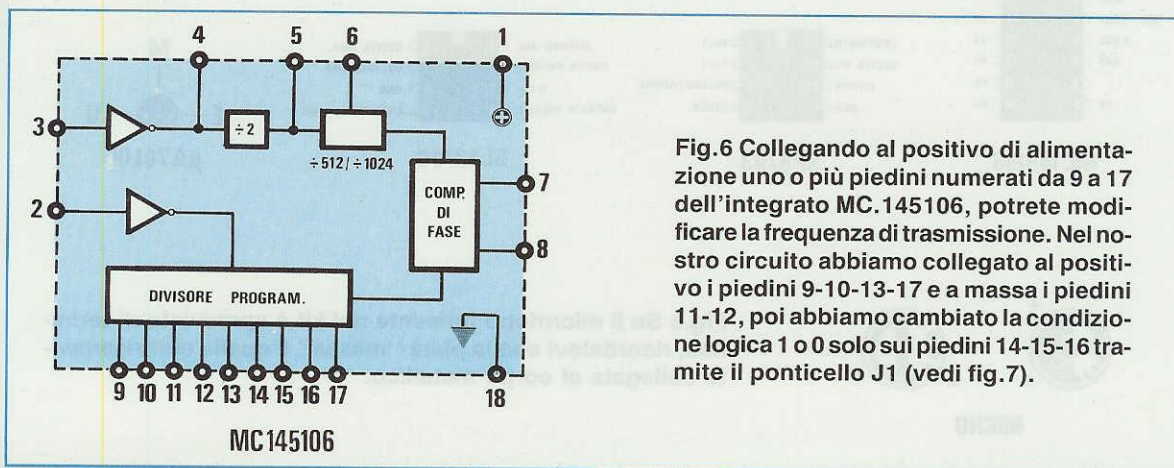 4 5 6 1
3
÷2
÷512/÷1024
COMP. DI FASE
7
2
8
DIVISORE PROGRAM.
9 10 11 12 13 14 15 16 17
18
MC145106
Fig.6 Collegando al positivo di alimenta-
zione uno o più piedini numerati da 9 a 17
dell'integrato MC.145106, potrete modi-
ficare la frequenza di trasmissione. Nel no-
stro circuito abbiamo collegato al positi-
vo i piedini 9-10-13-17 e a massa i piedini
11-12, poi abbiamo cambiato la condizio-
ne logica 1 o 0 solo sui piedini 14-15-16 tra-
mite il ponticello J1 (vedi fig.7).